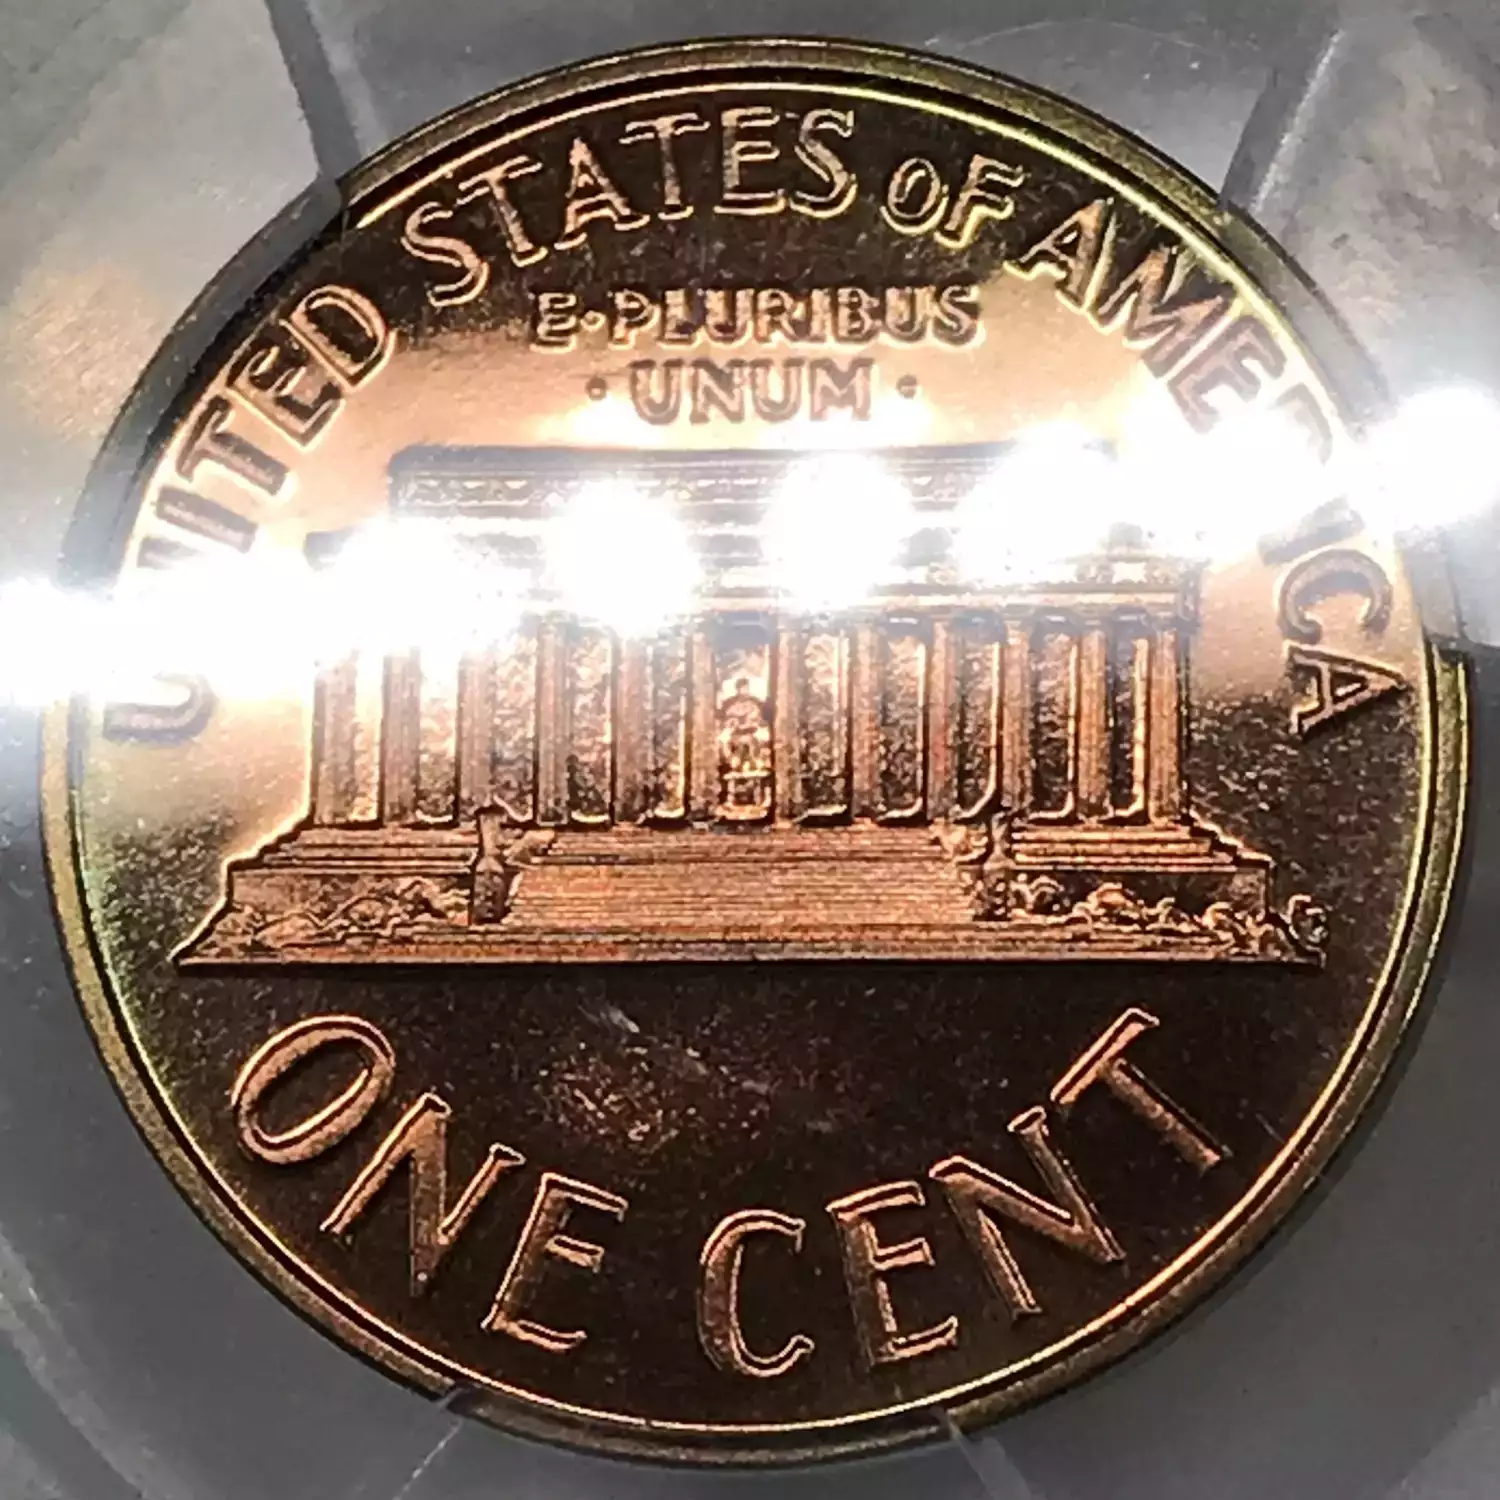 UNITED STATES OF AMERICA
E·PLURIBUS
·UNUM·
ONE CENT